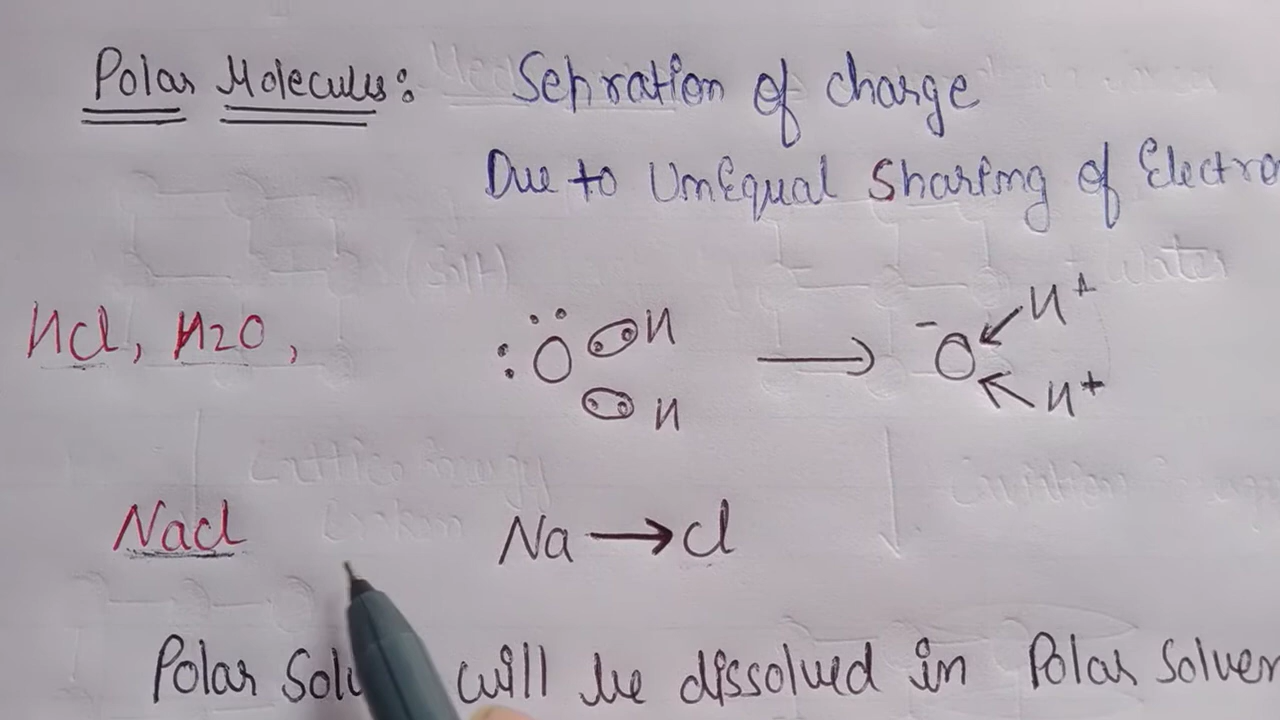 Polar Molecules: Sepration of charge
Due to UnEqual Sharing of Electro
HCl, H2O, O H → - O H+
H H+
NaCl Na → Cl
Polar Solu will be dissolved in Polar Solven